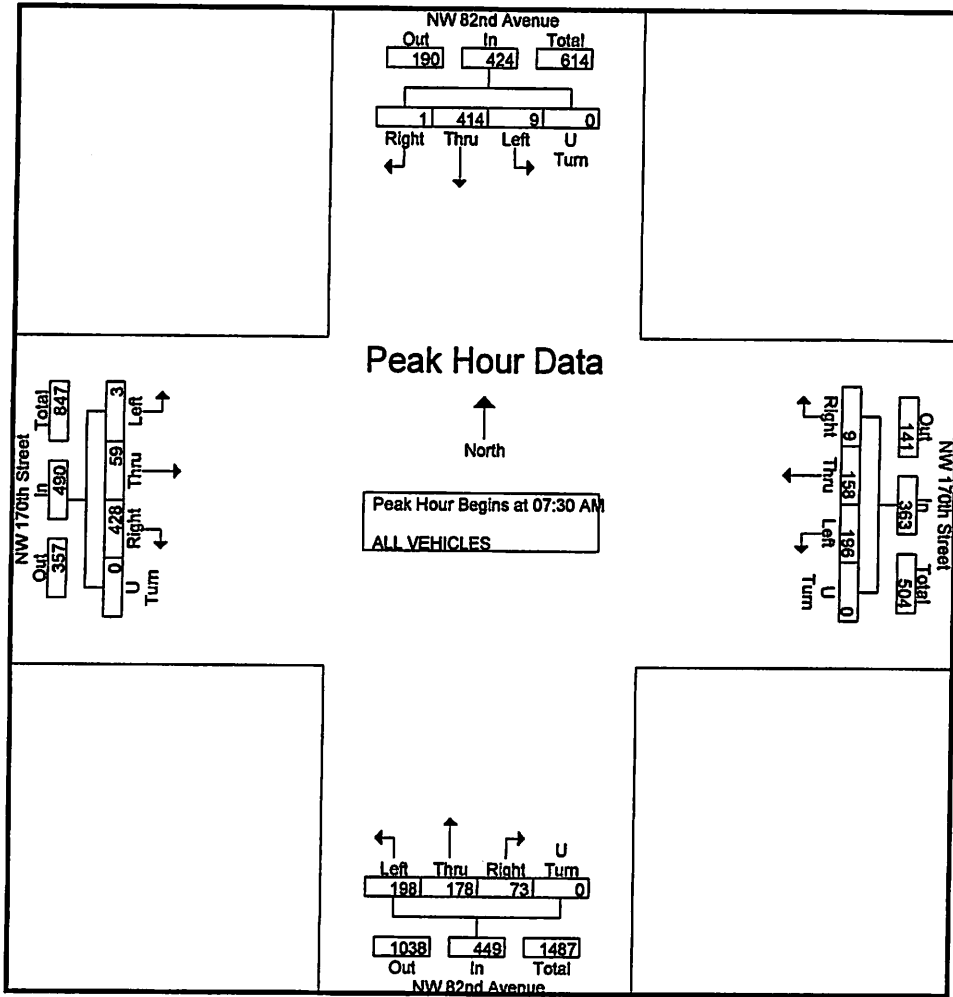 NW 82nd Avenue
Out In Total
190 424 614
1 414 9 0
Right Thru Left U
Turn
Peak Hour Data
North
Peak Hour Begins at 07:30 AM
ALL VEHICLES
NW 170th Street
Total In Out
847 490 357
3 59 428 0
Left Thru Right U
Turn
NW 170th Street
Out In Total
141 363 504
9 158 196 0
Right Thru Left U
Turn
U
Left Thru Right Turn
198 178 73 0
1038 449 1487
Out In Total
NW 82nd Avenue